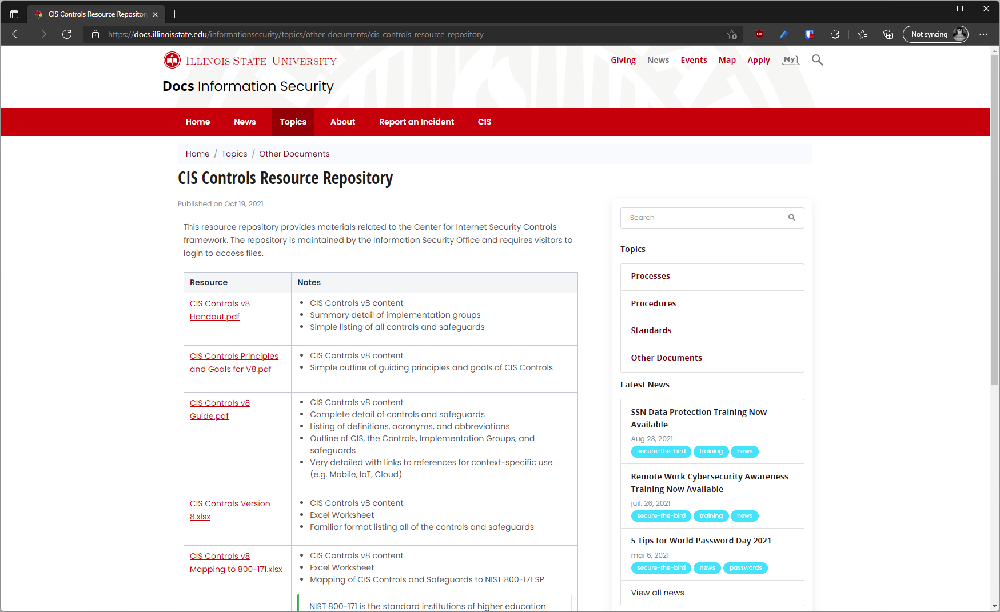 CIS Controls Resource Repository
https://docs.illinoisstate.edu/informationsecurity/topics/other-documents/cis-controls-resource-repository
Not syncing
ILLINOIS STATE UNIVERSITY
Giving News Events Map Apply My
Docs Information Security
Home News Topics About Report an Incident CIS
Home / Topics / Other Documents
CIS Controls Resource Repository
Published on Oct 19, 2021
This resource repository provides materials related to the Center for Internet Security Controls
framework. The repository is maintained by the Information Security Office and requires visitors to
login to access files.
Resource Notes
CIS Controls v8
Handout.pdf
• CIS Controls v8 content
• Summary detail of implementation groups
• Simple listing of all controls and safeguards
CIS Controls Principles
and Goals for V8.pdf
• CIS Controls v8 content
• Simple outline of guiding principles and goals of CIS Controls
CIS Controls v8
Guide.pdf
• CIS Controls v8 content
• Complete detail of controls and safeguards
• Listing of definitions, acronyms, and abbreviations
• Outline of CIS, the Controls, Implementation Groups, and
safeguards
• Very detailed with links to references for context-specific use
(e.g. Mobile, IoT, Cloud)
CIS Controls Version
8.xlsx
• CIS Controls v8 content
• Excel Worksheet
• Familiar format listing all of the controls and safeguards
CIS Controls v8
Mapping to 800-171.xlsx
• CIS Controls v8 content
• Excel Worksheet
• Mapping of CIS Controls and Safeguards to NIST 800-171 SP
NIST 800-171 is the standard institutions of higher education
Search
Topics
Processes
Procedures
Standards
Other Documents
Latest News
SSN Data Protection Training Now
Available
Aug 23, 2021
secure-the-bird training news
Remote Work Cybersecurity Awareness
Training Now Available
juil. 26, 2021
secure-the-bird training news
5 Tips for World Password Day 2021
mai 6, 2021
secure-the-bird news passwords
View all news